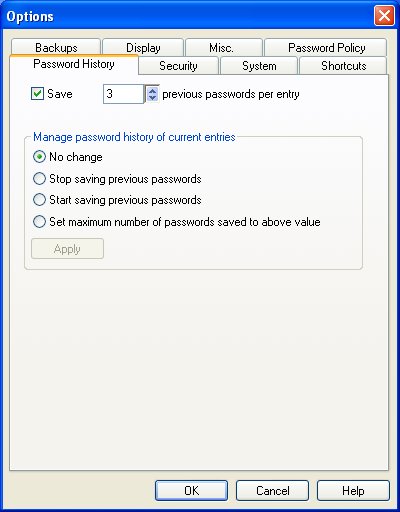 Options
Backups
Display
Misc.
Password Policy
Password History
Security
System
Shortcuts
Save 3 previous passwords per entry
Manage password history of current entries
No change
Stop saving previous passwords
Start saving previous passwords
Set maximum number of passwords saved to above value
Apply
OK
Cancel
Help